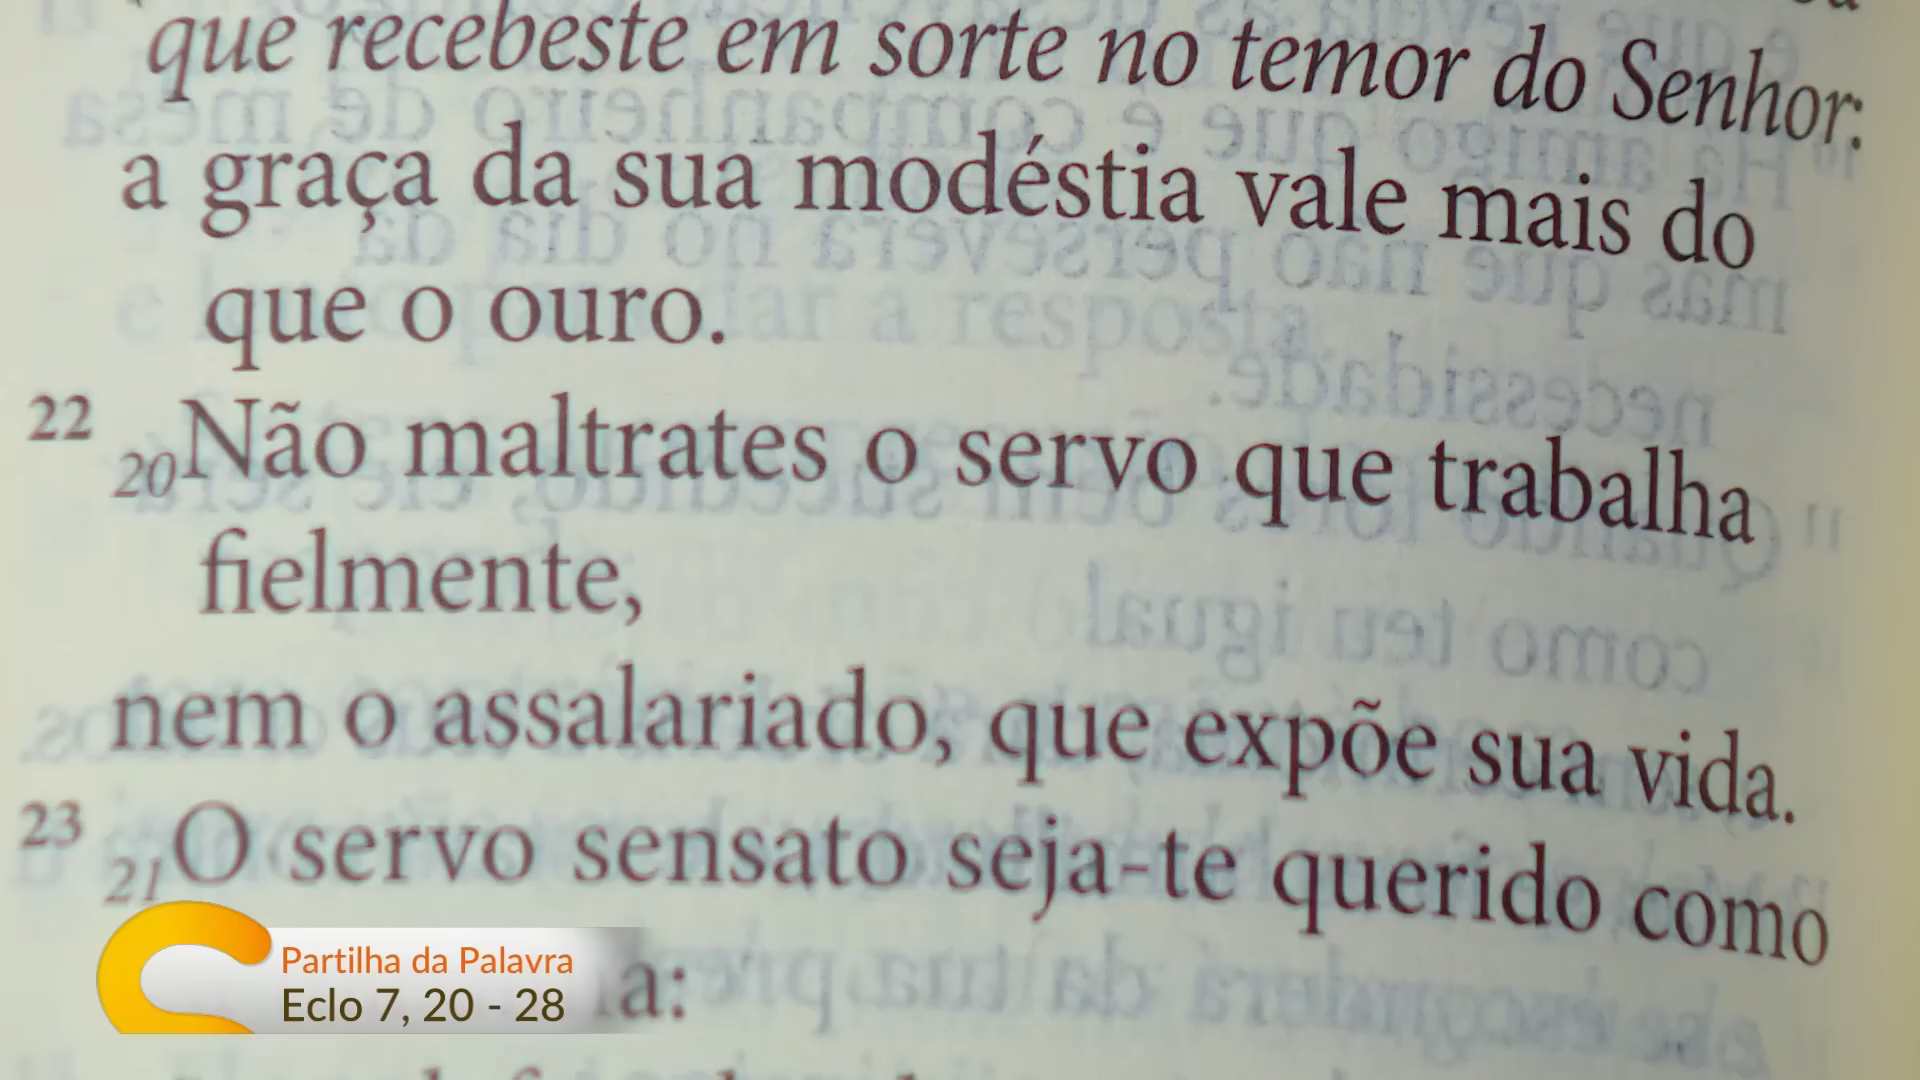 que recebeste em sorte no temor do Senhor:
a graça da sua modéstia vale mais do
que o ouro.
22 20Não maltrates o servo que trabalha
fielmente,
nem o assalariado, que expõe sua vida.
23 21O servo sensato seja-te querido como
a:
Partilha da Palavra
Eclo 7, 20 - 28